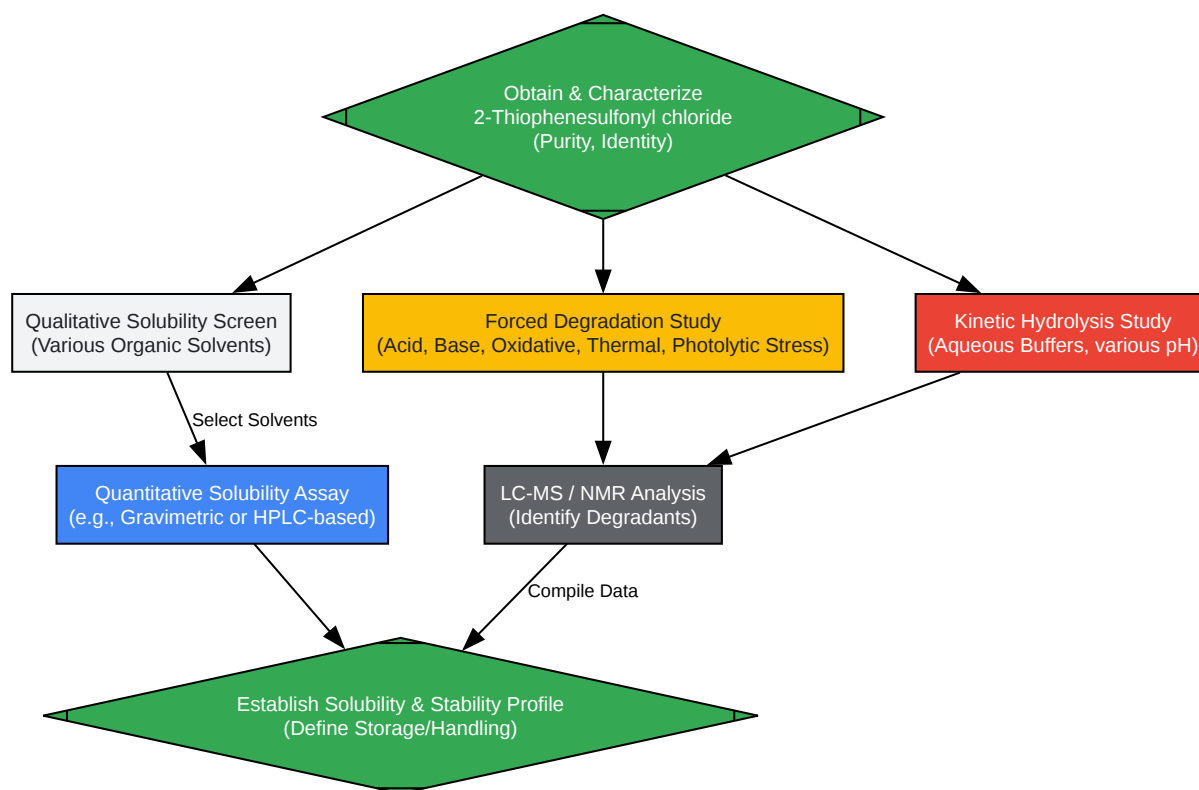 Obtain & Characterize
2-Thiophenesulfonyl chloride
(Purity, Identity)
Qualitative Solubility Screen
(Various Organic Solvents)
Forced Degradation Study
(Acid, Base, Oxidative, Thermal, Photolytic Stress)
Kinetic Hydrolysis Study
(Aqueous Buffers, various pH)
Select Solvents
Quantitative Solubility Assay
(e.g., Gravimetric or HPLC-based)
LC-MS / NMR Analysis
(Identify Degradants)
Compile Data
Establish Solubility & Stability Profile
(Define Storage/Handling)